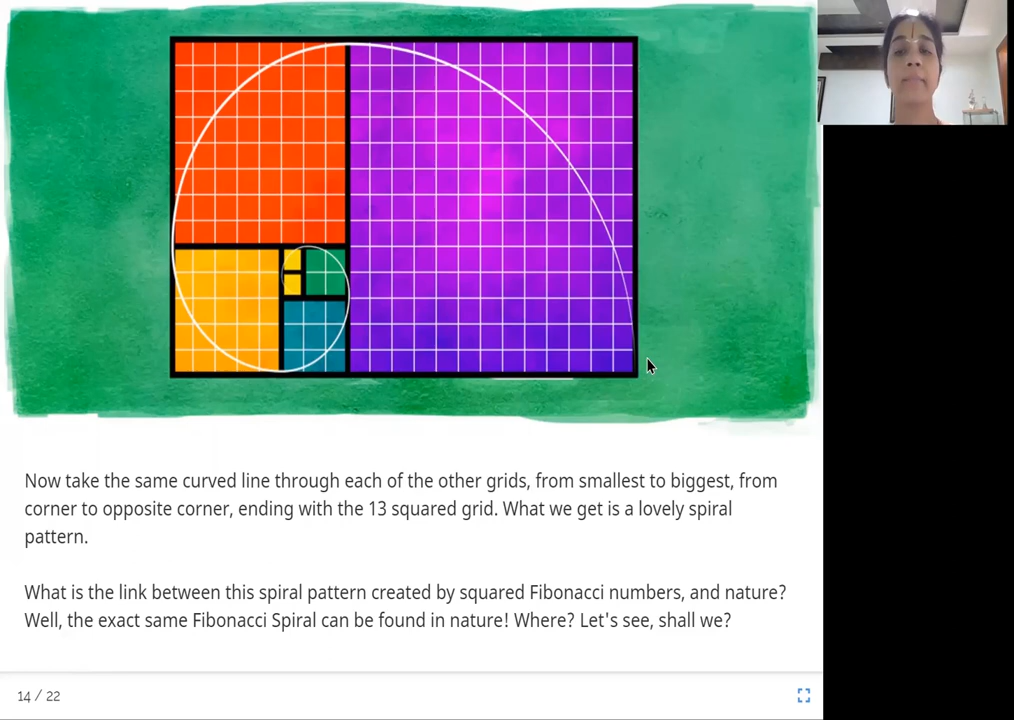 Now take the same curved line through each of the other grids, from smallest to biggest, from
corner to opposite corner, ending with the 13 squared grid. What we get is a lovely spiral
pattern.
What is the link between this spiral pattern created by squared Fibonacci numbers, and nature?
Well, the exact same Fibonacci Spiral can be found in nature! Where? Let's see, shall we?
14 / 22